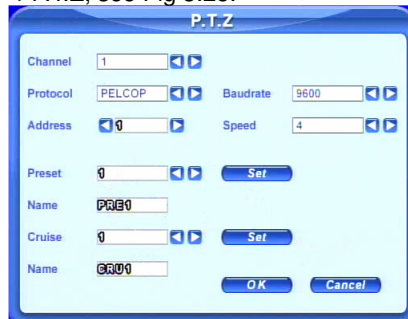 P.T.Z
Channel 1
Protocol PELCOP Baudrate 9600
Address 1 Speed 4
Preset 1 Set
Name PRE1
Cruise 1 Set
Name CRU1
OK Cancel